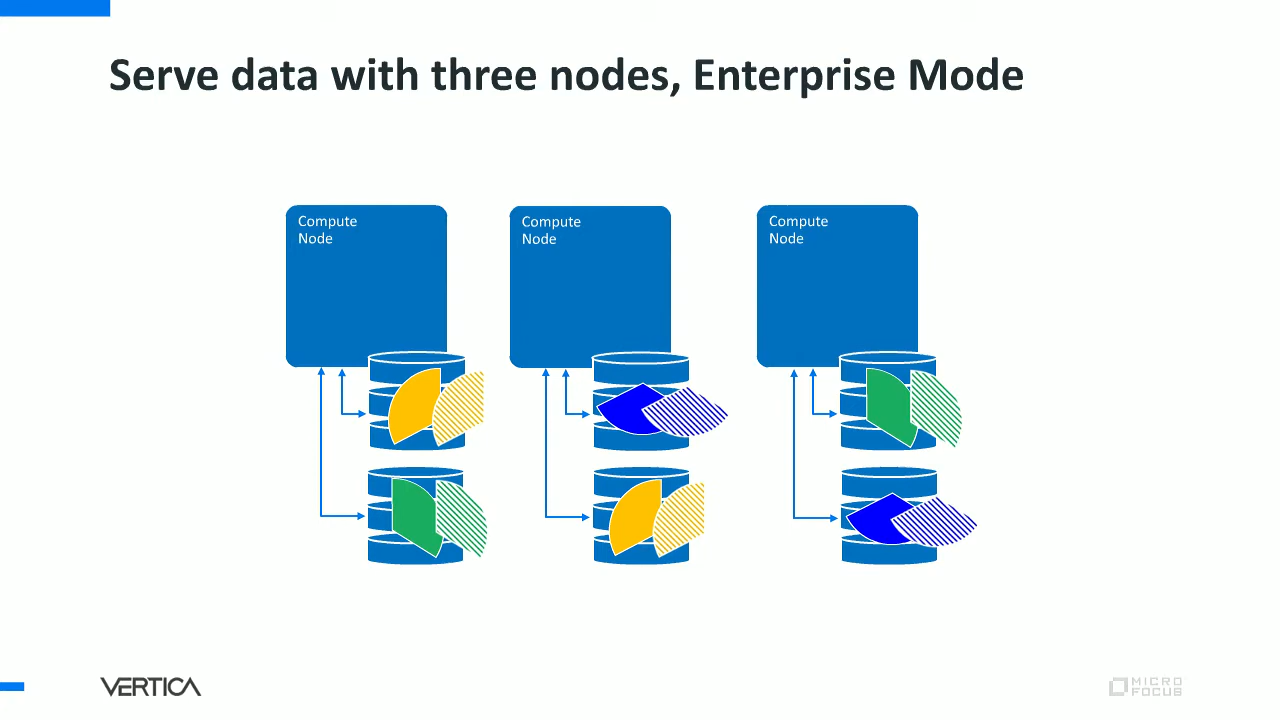 Serve data with three nodes, Enterprise Mode
Compute
Node
Compute
Node
Compute
Node
VERTICA
MICRO
FOCUS